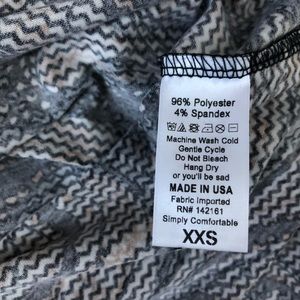 96% Polyester
4% Spandex
Machine Wash Cold
Gentle Cycle
Do Not Bleach
Hang Dry
or you'll be sad
MADE IN USA
Fabric Imported
RN# 142161
Simply Comfortable
XXS